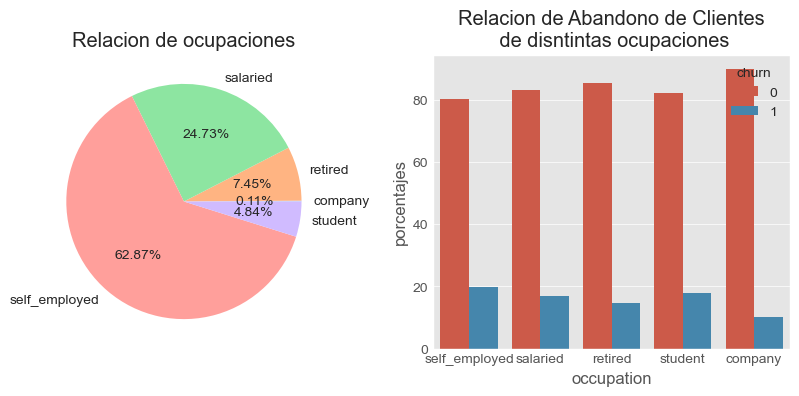 Relacion de ocupaciones
salaried
24.73%
retired
7.45%
0.11%
company
4.84%
student
62.87%
self_employed
Relacion de Abandono de Clientes
de disntintas ocupaciones
churn
0
1
80
60
40
20
0
porcentajes
self_employed
salaried
retired
student
company
occupation